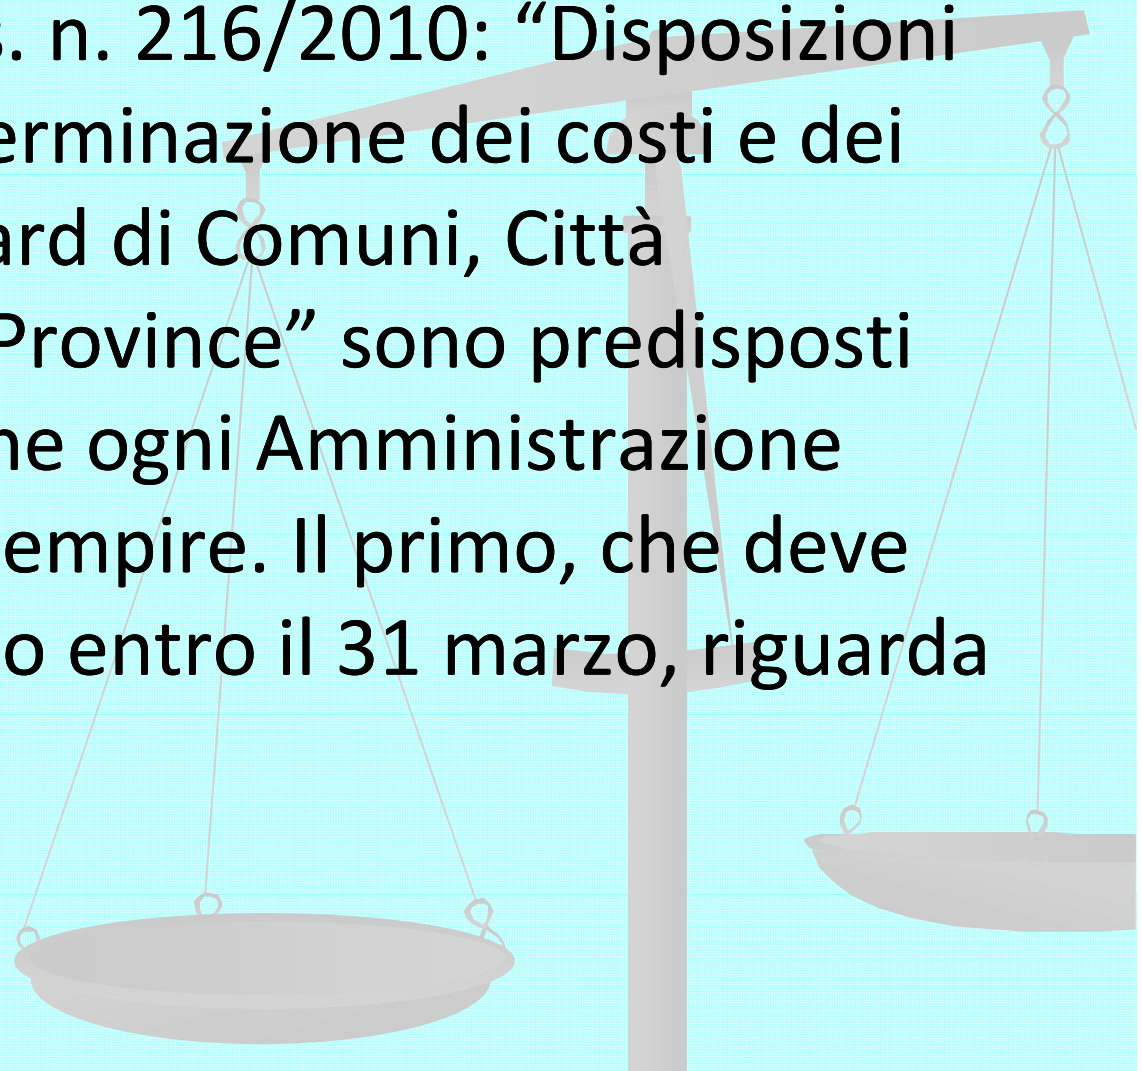 s. n. 216/2010: “Disposizioni
erminazione dei costi e dei
ard di Comuni, Città
Province” sono predisposti
ne ogni Amministrazione
empire. Il primo, che deve
o entro il 31 marzo, riguarda